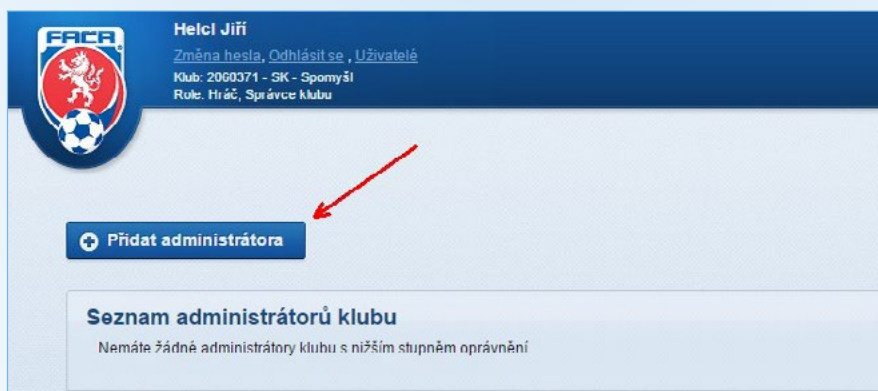 FACR
Helcl Jiří
Změna hesla, Odhlásit se , Uživatelé
Klub: 2060371 - SK - Spomyšl
Role. Hráč, Správce klubu
Přidat administrátora
Seznam administrátorů klubu
Nemáte žádné administrátory klubu s nižším stupněm oprávnění